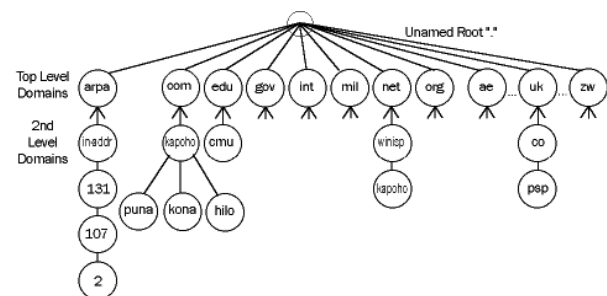 Unamed Root "."
Top Level
Domains
arpa com edu gov int mil net org ae ... uk ... zw
2nd
Level
Domains
in-addr kapoho cmu winisp co
131 puna kona hilo kapoho psp
107
2